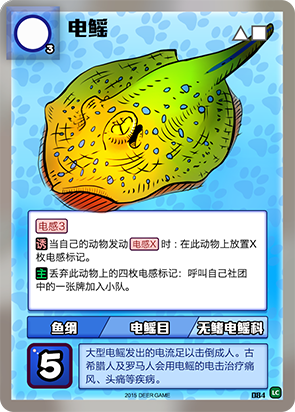 3
电鳐
电感3
诱 当自己的动物发动 电感X 时：在此动物上放置X
枚电感标记。
主 丢弃此动物上的四枚电感标记：呼叫自己社团
中的一张牌加入小队。
鱼纲 电鳐目 无鳍电鳐科
5
大型电鳐发出的电流足以击倒成人。古
希腊人及罗马人会用电鳐的电击治疗痛
风、头痛等疾病。
2015 DEER GAME
084 LC